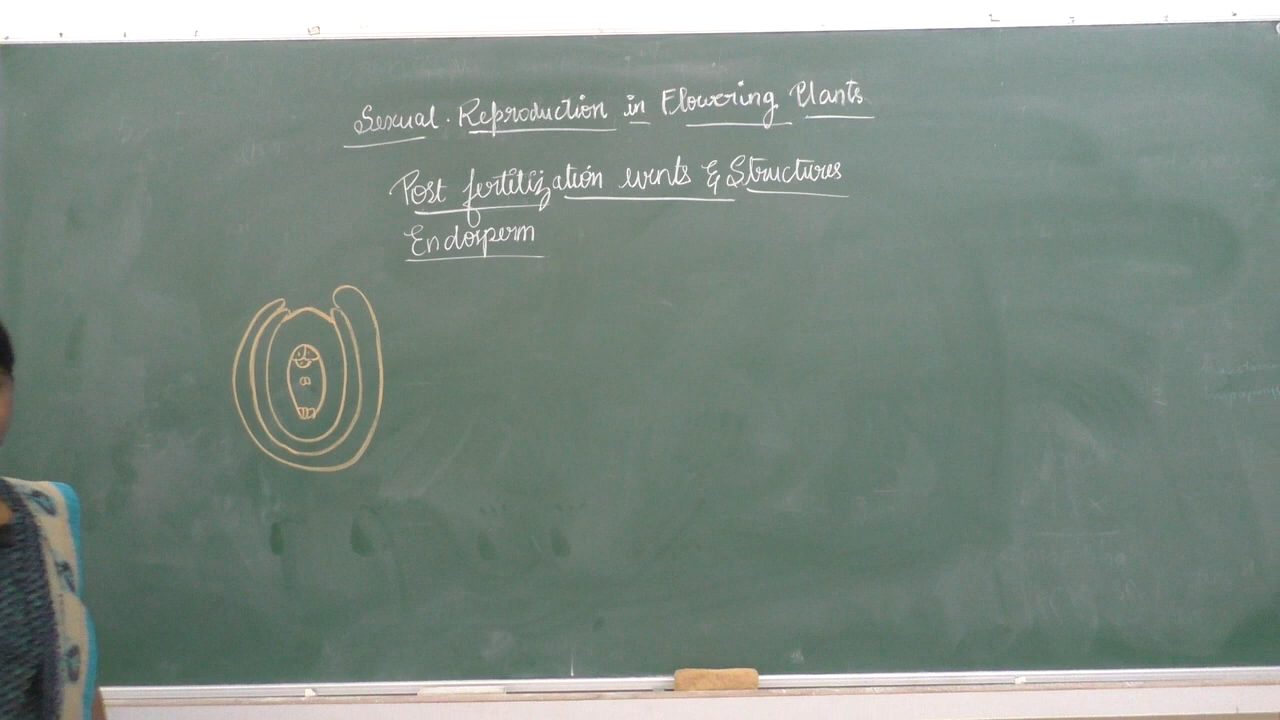 Sexual. Reproduction in Flowering Plants
Post fertilization events & Structures
Endosperm